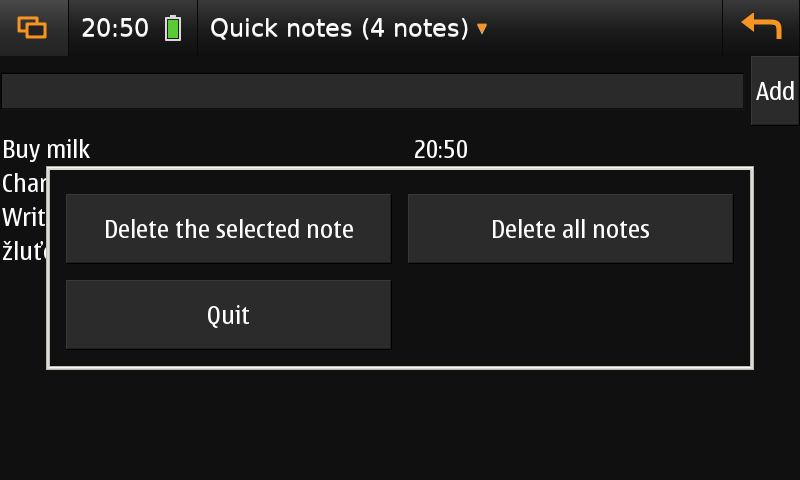 20:50 Quick notes (4 notes)
Add
Buy milk 20:50
Delete the selected note Delete all notes
Quit